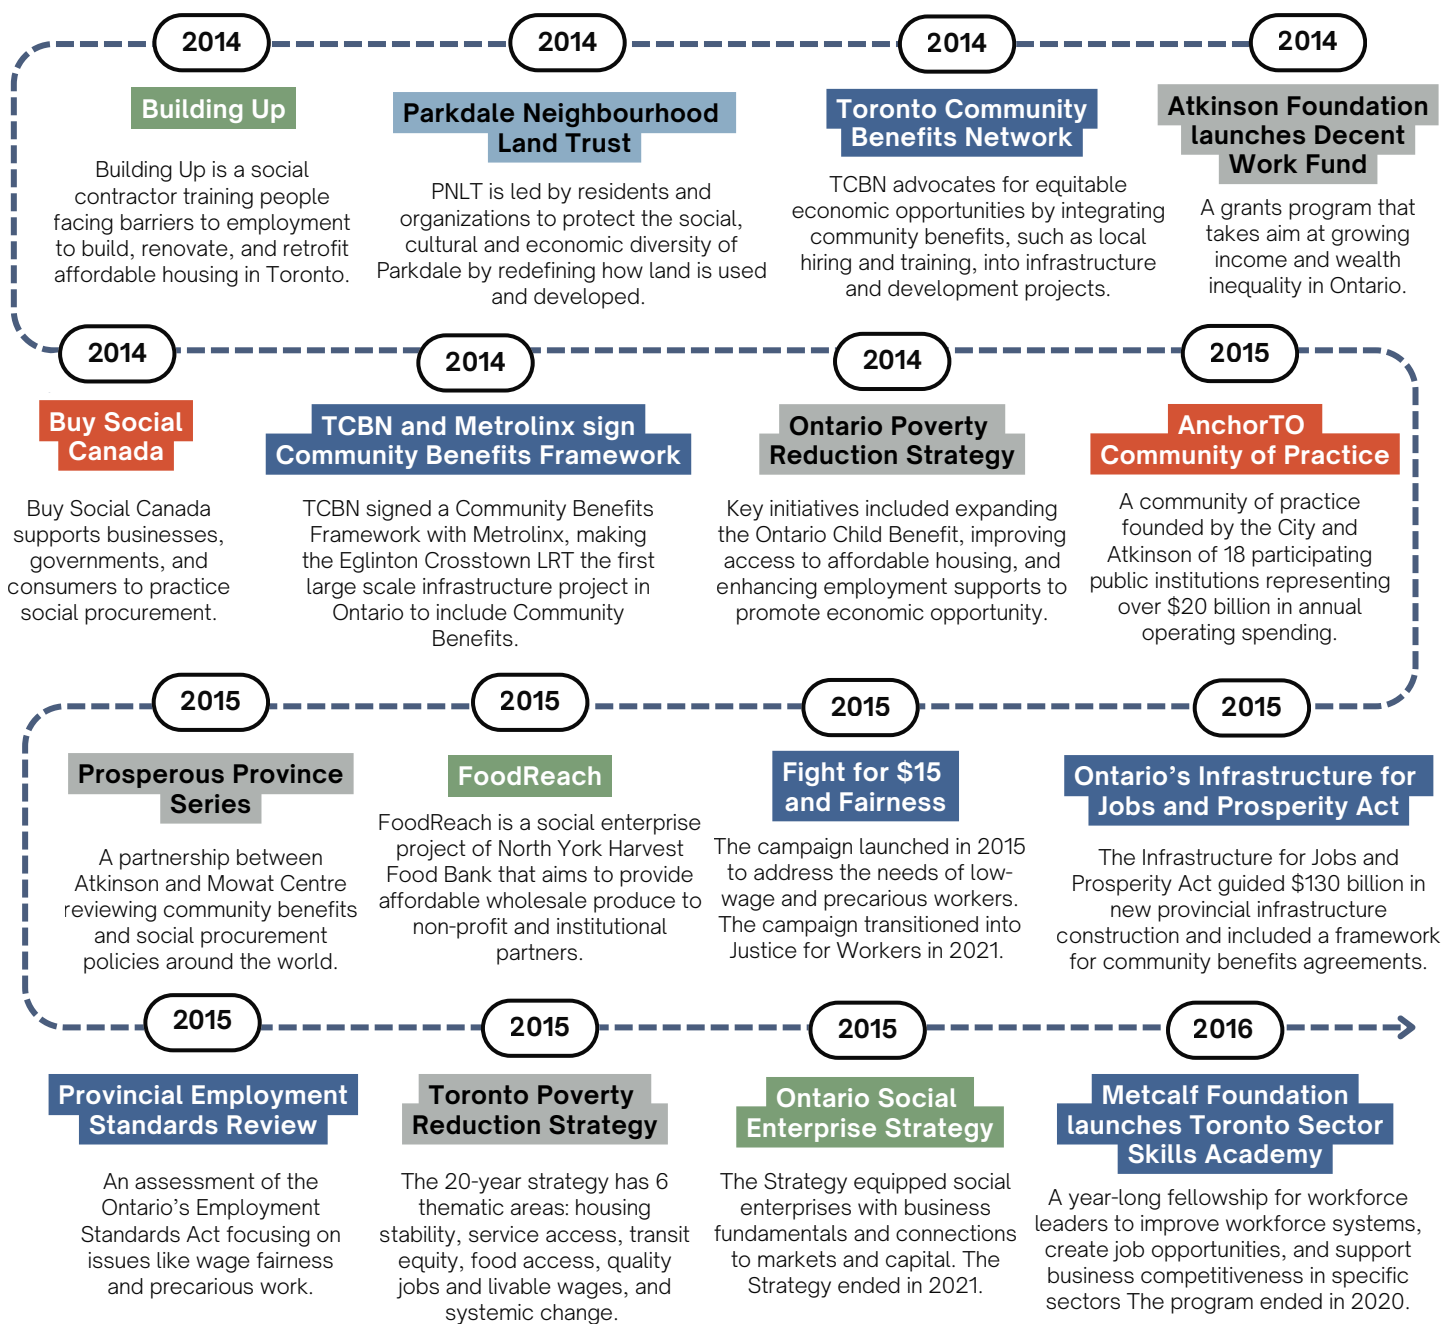 2014
2014
2014
2014
Building Up
Building Up is a social
contractor training people
facing barriers to employment
to build, renovate, and retrofit
affordable housing in Toronto.
Parkdale Neighbourhood
Land Trust
PNLT is led by residents and
organizations to protect the social,
cultural and economic diversity of
Parkdale by redefining how land is used
and developed.
Toronto Community
Benefits Network
TCBN advocates for equitable
economic opportunities by integrating
community benefits, such as local
hiring and training, into infrastructure
and development projects.
Atkinson Foundation
launches Decent
Work Fund
A grants program that
takes aim at growing
income and wealth
inequality in Ontario.
2014
2014
2014
2015
Buy Social
Canada
Buy Social Canada
supports businesses,
governments, and
consumers to practice
social procurement.
TCBN and Metrolinx sign
Community Benefits Framework
TCBN signed a Community Benefits
Framework with Metrolinx, making
the Eglinton Crosstown LRT the first
large scale infrastructure project in
Ontario to include Community
Benefits.
Ontario Poverty
Reduction Strategy
Key initiatives included expanding
the Ontario Child Benefit, improving
access to affordable housing, and
enhancing employment supports to
promote economic opportunity.
AnchorTO
Community of Practice
A community of practice
founded by the City and
Atkinson of 18 participating
public institutions representing
over $20 billion in annual
operating spending.
2015
2015
2015
2015
Prosperous Province
Series
A partnership between
Atkinson and Mowat Centre
reviewing community benefits
and social procurement
policies around the world.
FoodReach
FoodReach is a social enterprise
project of North York Harvest
Food Bank that aims to provide
affordable wholesale produce to
non-profit and institutional
partners.
Fight for $15
and Fairness
The campaign launched in 2015
to address the needs of low-
wage and precarious workers.
The campaign transitioned into
Justice for Workers in 2021.
Ontario's Infrastructure for
Jobs and Prosperity Act
The Infrastructure for Jobs and
Prosperity Act guided $130 billion in
new provincial infrastructure
construction and included a framework
for community benefits agreements.
2015
2015
2015
2016
Provincial Employment
Standards Review
An assessment of the
Ontario's Employment
Standards Act focusing on
issues like wage fairness
and precarious work.
Toronto Poverty
Reduction Strategy
The 20-year strategy has 6
thematic areas: housing
stability, service access, transit
equity, food access, quality
jobs and livable wages, and
systemic change.
Ontario Social
Enterprise Strategy
The Strategy equipped social
enterprises with business
fundamentals and connections
to markets and capital. The
Strategy ended in 2021.
Metcalf Foundation
launches Toronto Sector
Skills Academy
A year-long fellowship for workforce
leaders to improve workforce systems,
create job opportunities, and support
business competitiveness in specific
sectors The program ended in 2020.